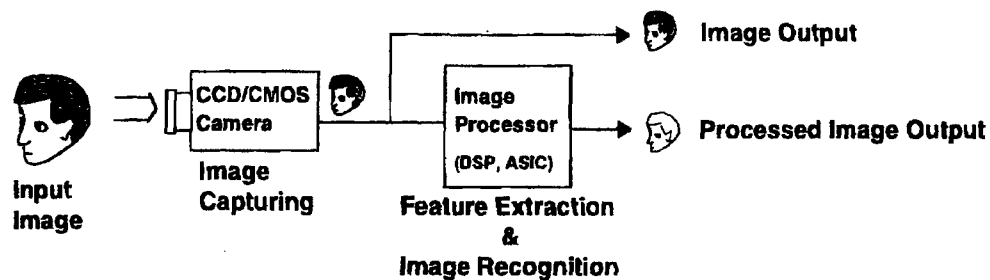 Input
Image
CCD/CMOS
Camera
Image
Capturing
Image
Processor
(DSP, ASIC)
Feature Extraction
&
Image Recognition
Image Output
Processed Image Output